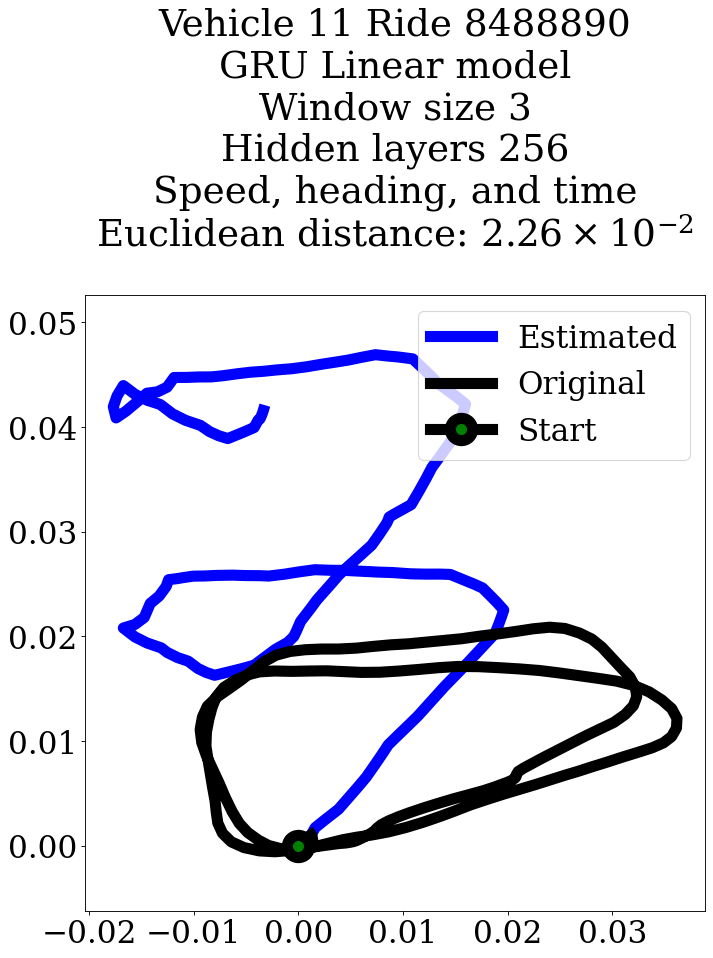 Vehicle 11 Ride 8488890
GRU Linear model
Window size 3
Hidden layers 256
Speed, heading, and time
Euclidean distance: 2.26 × 10⁻²
Estimated
Original
Start
0.05
0.04
0.03
0.02
0.01
0.00
−0.02 −0.01 0.00 0.01 0.02 0.03